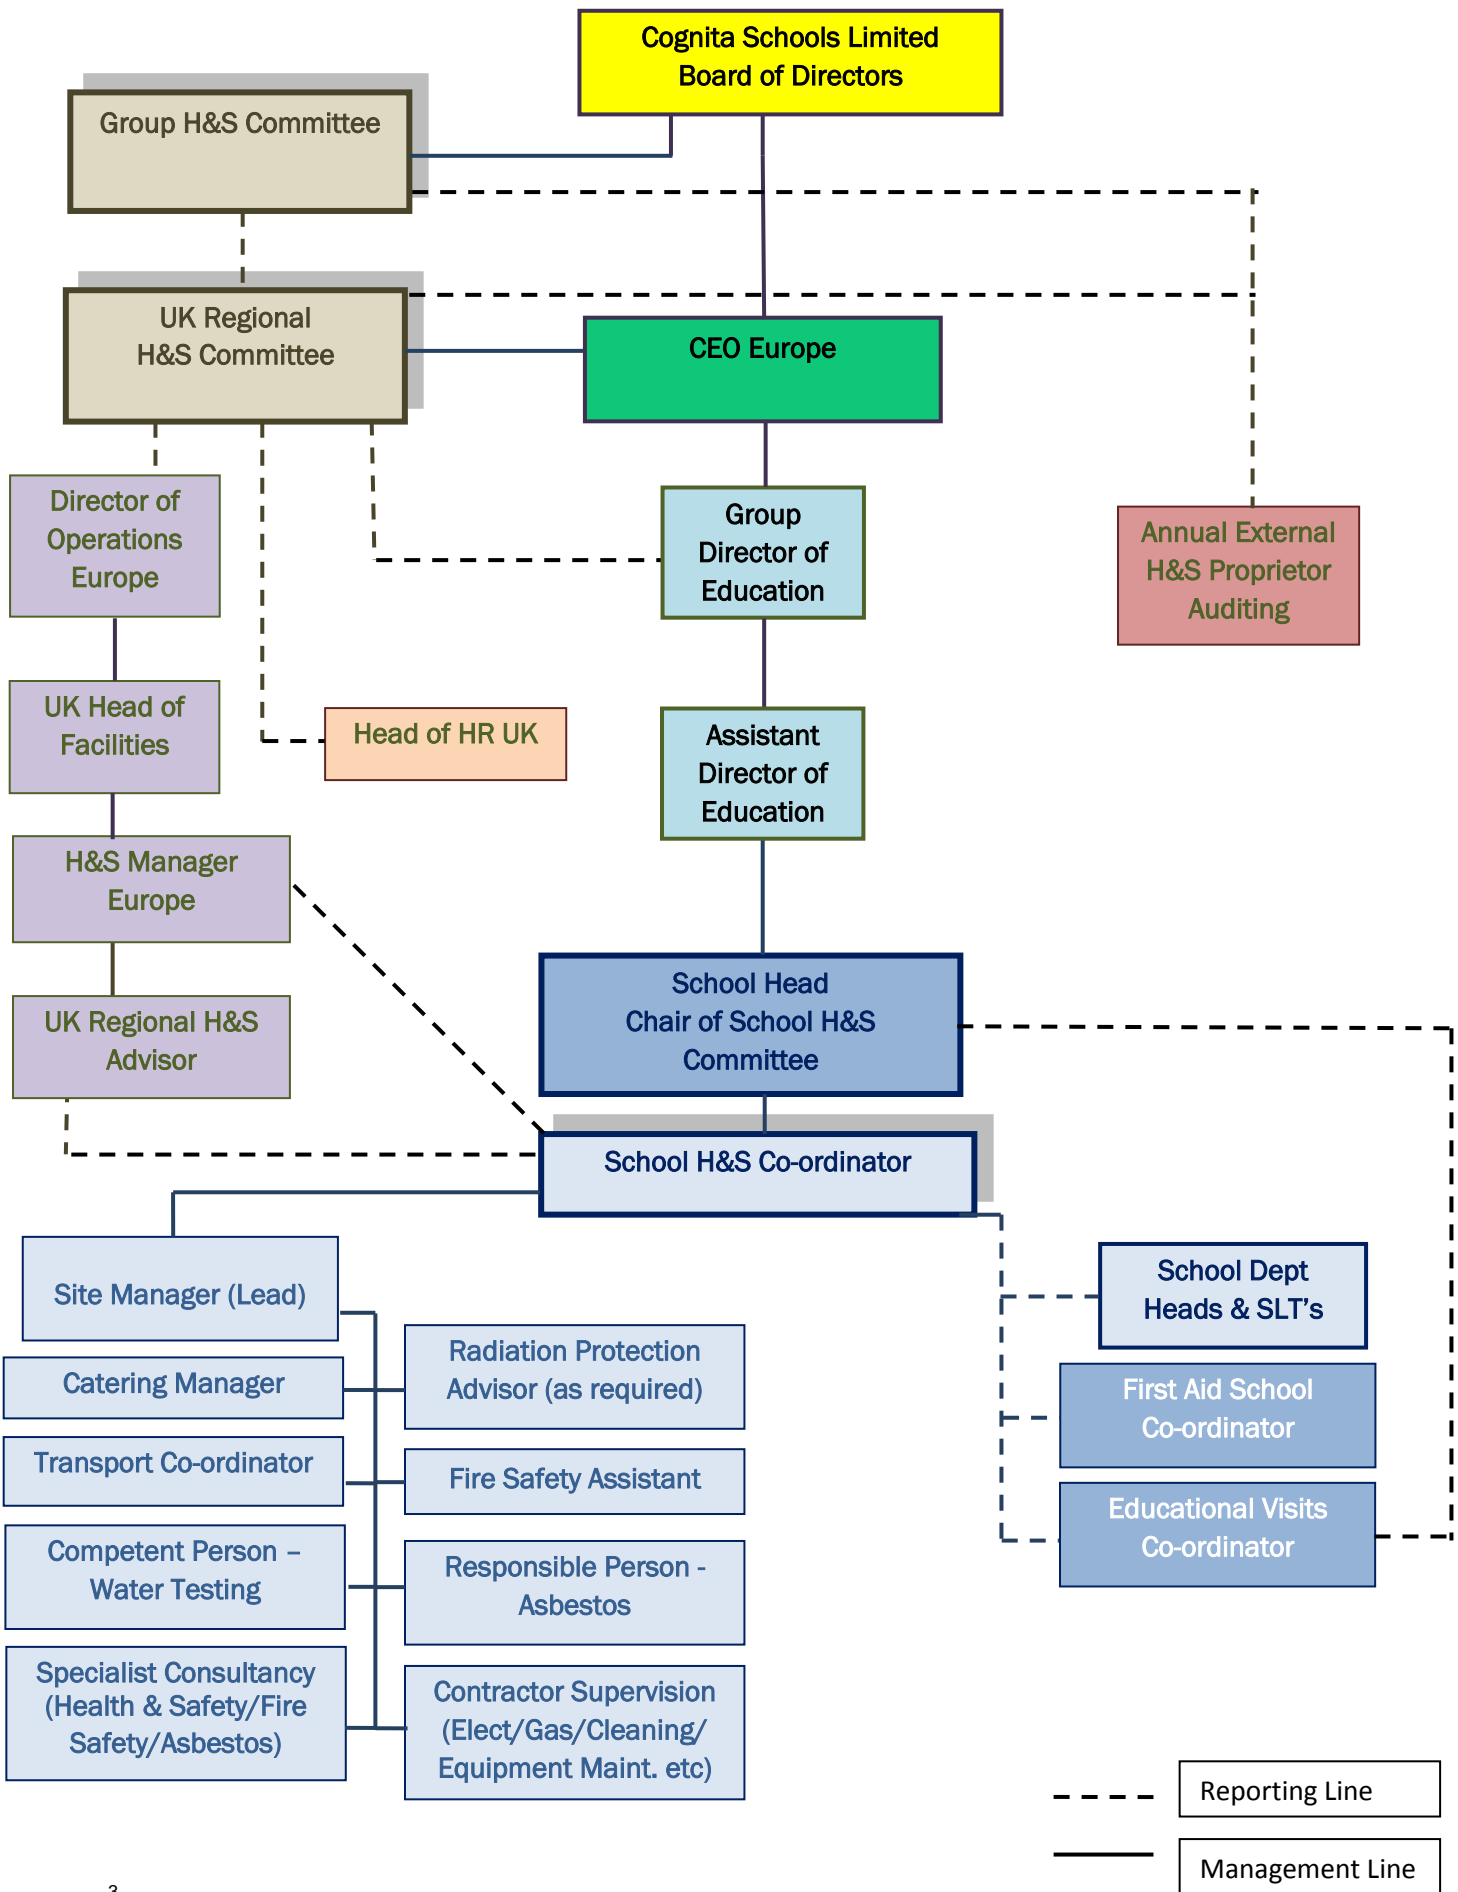 Cognita Schools Limited
Board of Directors
Group H&S Committee
UK Regional
H&S Committee
CEO Europe
Director of
Operations
Europe
Group
Director of
Education
Annual External
H&S Proprietor
Auditing
UK Head of
Facilities
Head of HR UK
Assistant
Director of
Education
H&S Manager
Europe
School Head
Chair of School H&S
Committee
UK Regional H&S
Advisor
School H&S Co-ordinator
Site Manager (Lead)
School Dept
Heads & SLT’s
Radiation Protection
Advisor (as required)
Catering Manager
First Aid School
Co-ordinator
Transport Co-ordinator
Fire Safety Assistant
Educational Visits
Co-ordinator
Competent Person –
Water Testing
Responsible Person -
Asbestos
Specialist Consultancy
(Health & Safety/Fire
Safety/Asbestos)
Contractor Supervision
(Elect/Gas/Cleaning/
Equipment Maint. etc)
Reporting Line
Management Line
3